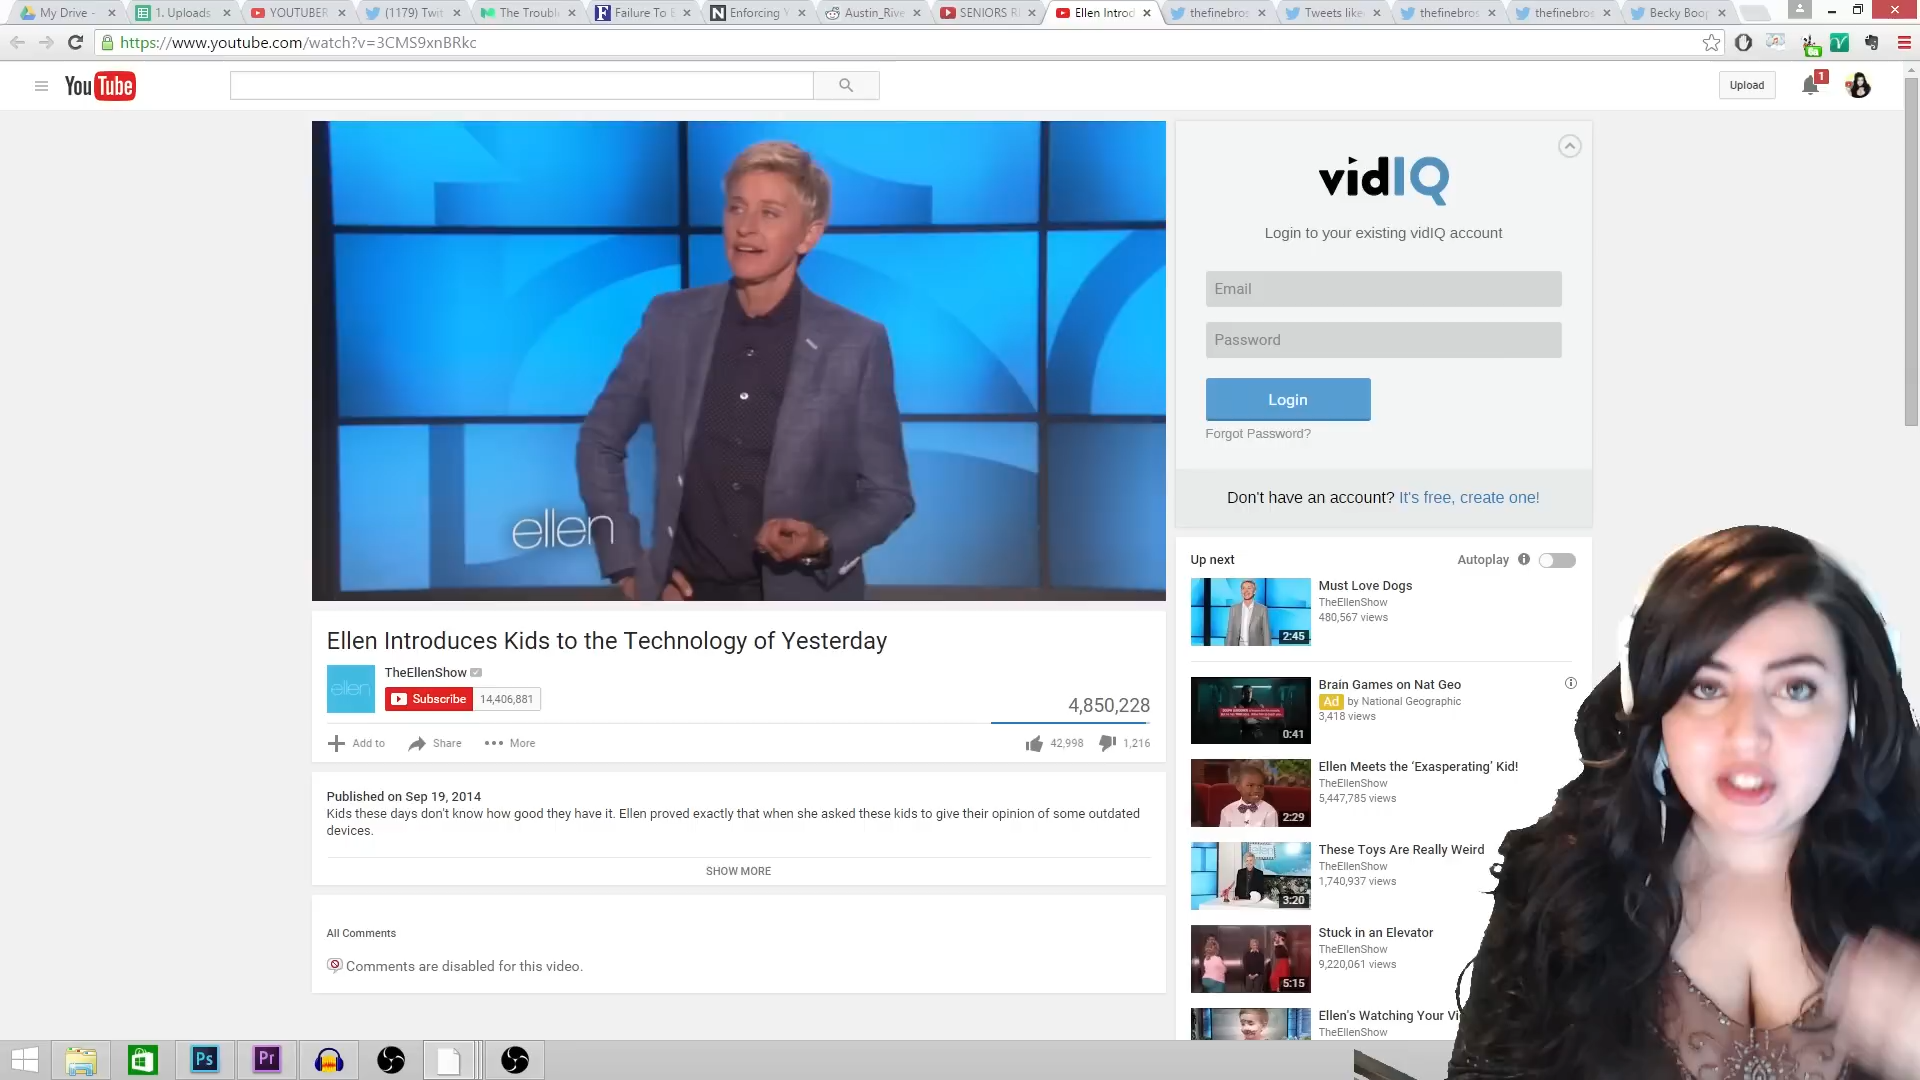 My Drive -
1. Uploads
YOUTUBER
(1179) Twit
The Troubl
Failure To E
Enforcing Y
Austin_Rive
SENIORS R
Ellen Introd
thefinebros
Tweets like
thefinebros
thefinebros
Becky Boop
https://www.youtube.com/watch?v=3CMS9xnBRkc
YouTube
Upload
1
ellen
vidIQ
Login to your existing vidIQ account
Email
Password
Login
Forgot Password?
Don't have an account? It's free, create one!
Ellen Introduces Kids to the Technology of Yesterday
ellen
TheEllenShow
Subscribe 14,406,881
4,850,228
Add to Share More
42,998 1,216
Published on Sep 19, 2014
Kids these days don't know how good they have it. Ellen proved exactly that when she asked these kids to give their opinion of some outdated
devices.
SHOW MORE
All Comments
Comments are disabled for this video.
Up next
Autoplay
Must Love Dogs
TheEllenShow
480,567 views
2:45
Brain Games on Nat Geo
Ad by National Geographic
3,418 views
0:41
Ellen Meets the ‘Exasperating’ Kid!
TheEllenShow
5,447,785 views
2:29
These Toys Are Really Weird
TheEllenShow
1,740,937 views
3:20
Stuck in an Elevator
TheEllenShow
9,220,061 views
5:15
Ellen's Watching Your Vi
TheEllenShow
Ps
Pr